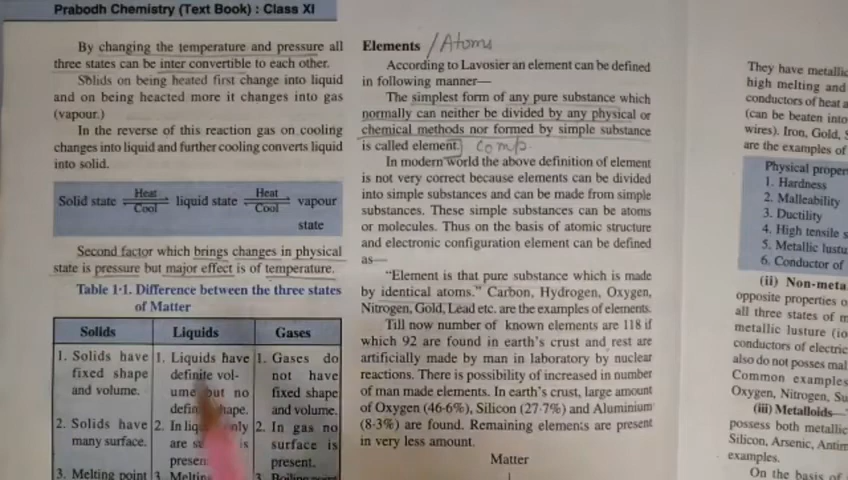 Prabodh Chemistry (Text Book) : Class XI
By changing the temperature and pressure all
three states can be inter convertible to each other.
Solids on being heated first change into liquid
and on being heacted more it changes into gas
(vapour.)
In the reverse of this reaction gas on cooling
changes into liquid and further cooling converts liquid
into solid.
Solid state Heat Cool liquid state Heat Cool vapour
state
Second factor which brings changes in physical
state is pressure but major effect is of temperature.
Table 1·1. Difference between the three states
of Matter
Solids Liquids Gases
1. Solids have 1. Liquids have 1. Gases do
fixed shape definite vol- not have
and volume. ume but no fixed shape
shape. and volume.
2. Solids have 2. In 2. In gas no
many surface. are is surface is
present.
3. Melting point 3.
Elements / Atoms
According to Lavosier an element can be defined
in following manner—
The simplest form of any pure substance which
normally can neither be divided by any physical or
chemical methods nor formed by simple substance
is called element. Comp.
In modern world the above definition of element
is not very correct because elements can be divided
into simple substances and can be made from simple
substances. These simple substances can be atoms
or molecules. Thus on the basis of atomic structure
and electronic configuration element can be defined
as—
“Element is that pure substance which is made
by identical atoms.” Carbon, Hydrogen, Oxygen,
Nitrogen, Gold, Lead etc. are the examples of elements.
Till now number of known elements are 118 if
which 92 are found in earth's crust and rest are
artificially made by man in laboratory by nuclear
reactions. There is possibility of increased in number
of man made elements. In earth's crust, large amount
of Oxygen (46·6%), Silicon (27·7%) and Aluminium
(8·3%) are found. Remaining elements are present
in very less amount.
Matter
They have metallic
high melting and
conductors of heat a
(can be beaten into
wires). Iron, Gold, S
are the examples of
Physical proper
1. Hardness
2. Malleability
3. Ductility
4. High tensile s
5. Metallic lustu
6. Conductor of
(ii) Non-meta
opposite properties o
all three states of m
metallic lusture (io
conductors of electric
also do not posses mal
Common examples
Oxygen, Nitrogen, Su
(iii) Metalloids—
possess both metallic
Silicon, Arsenic, Antim
examples.
On the basis of